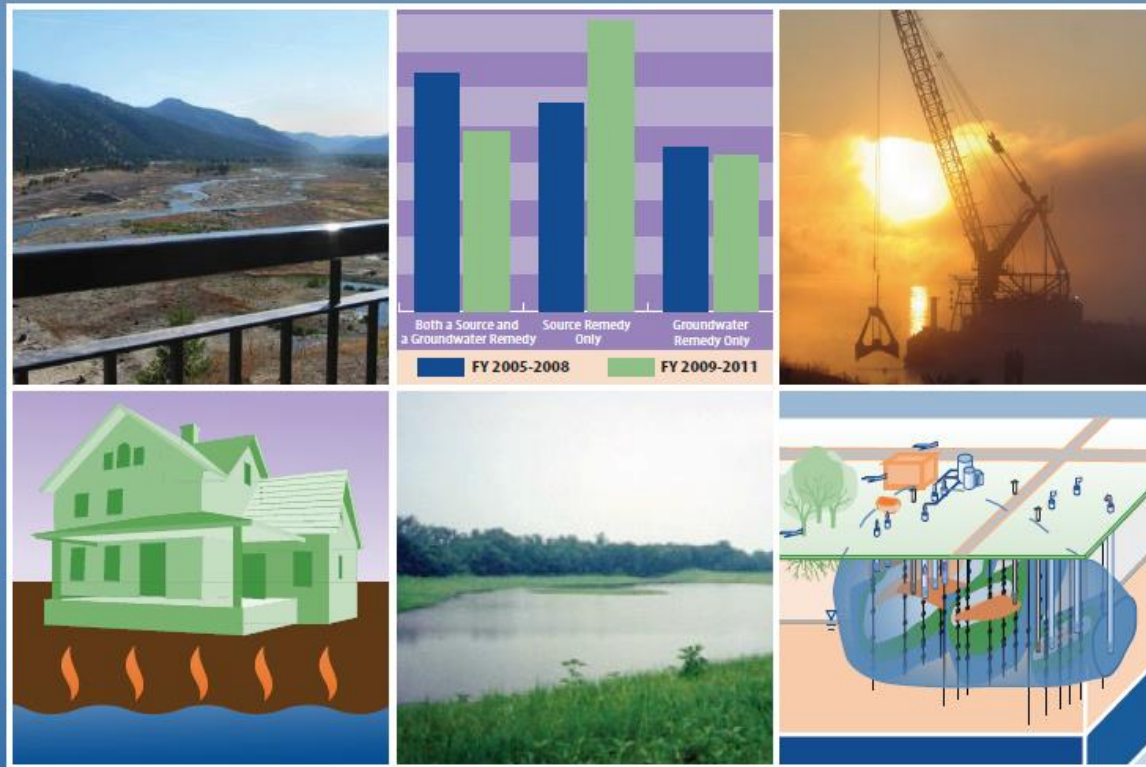 Both a Source and
a Groundwater Remedy
Source Remedy
Only
Groundwater
Remedy Only
FY 2005-2008
FY 2009-2011